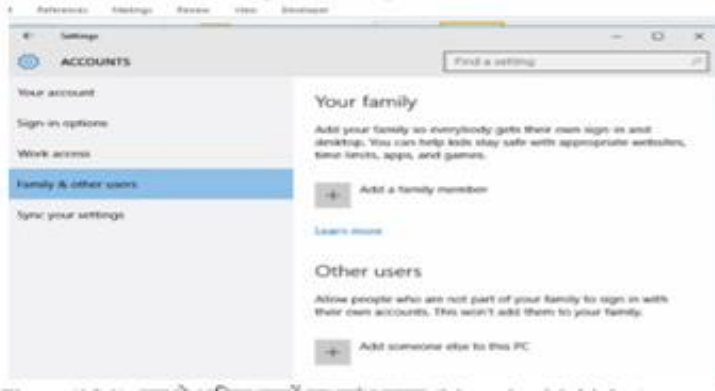 References Mailings Review View Developer
Settings
ACCOUNTS
Find a setting
Your account
Sign-in options
Work access
Family & other users
Sync your settings
Your family
Add your family so everybody gets their own sign-in and
desktop. You can help kids stay safe with appropriate websites,
time limits, apps, and games.
Add a family member
Learn more
Other users
Allow people who are not part of your family to sign in with
their own accounts. This won't add them to your family.
Add someone else to this PC